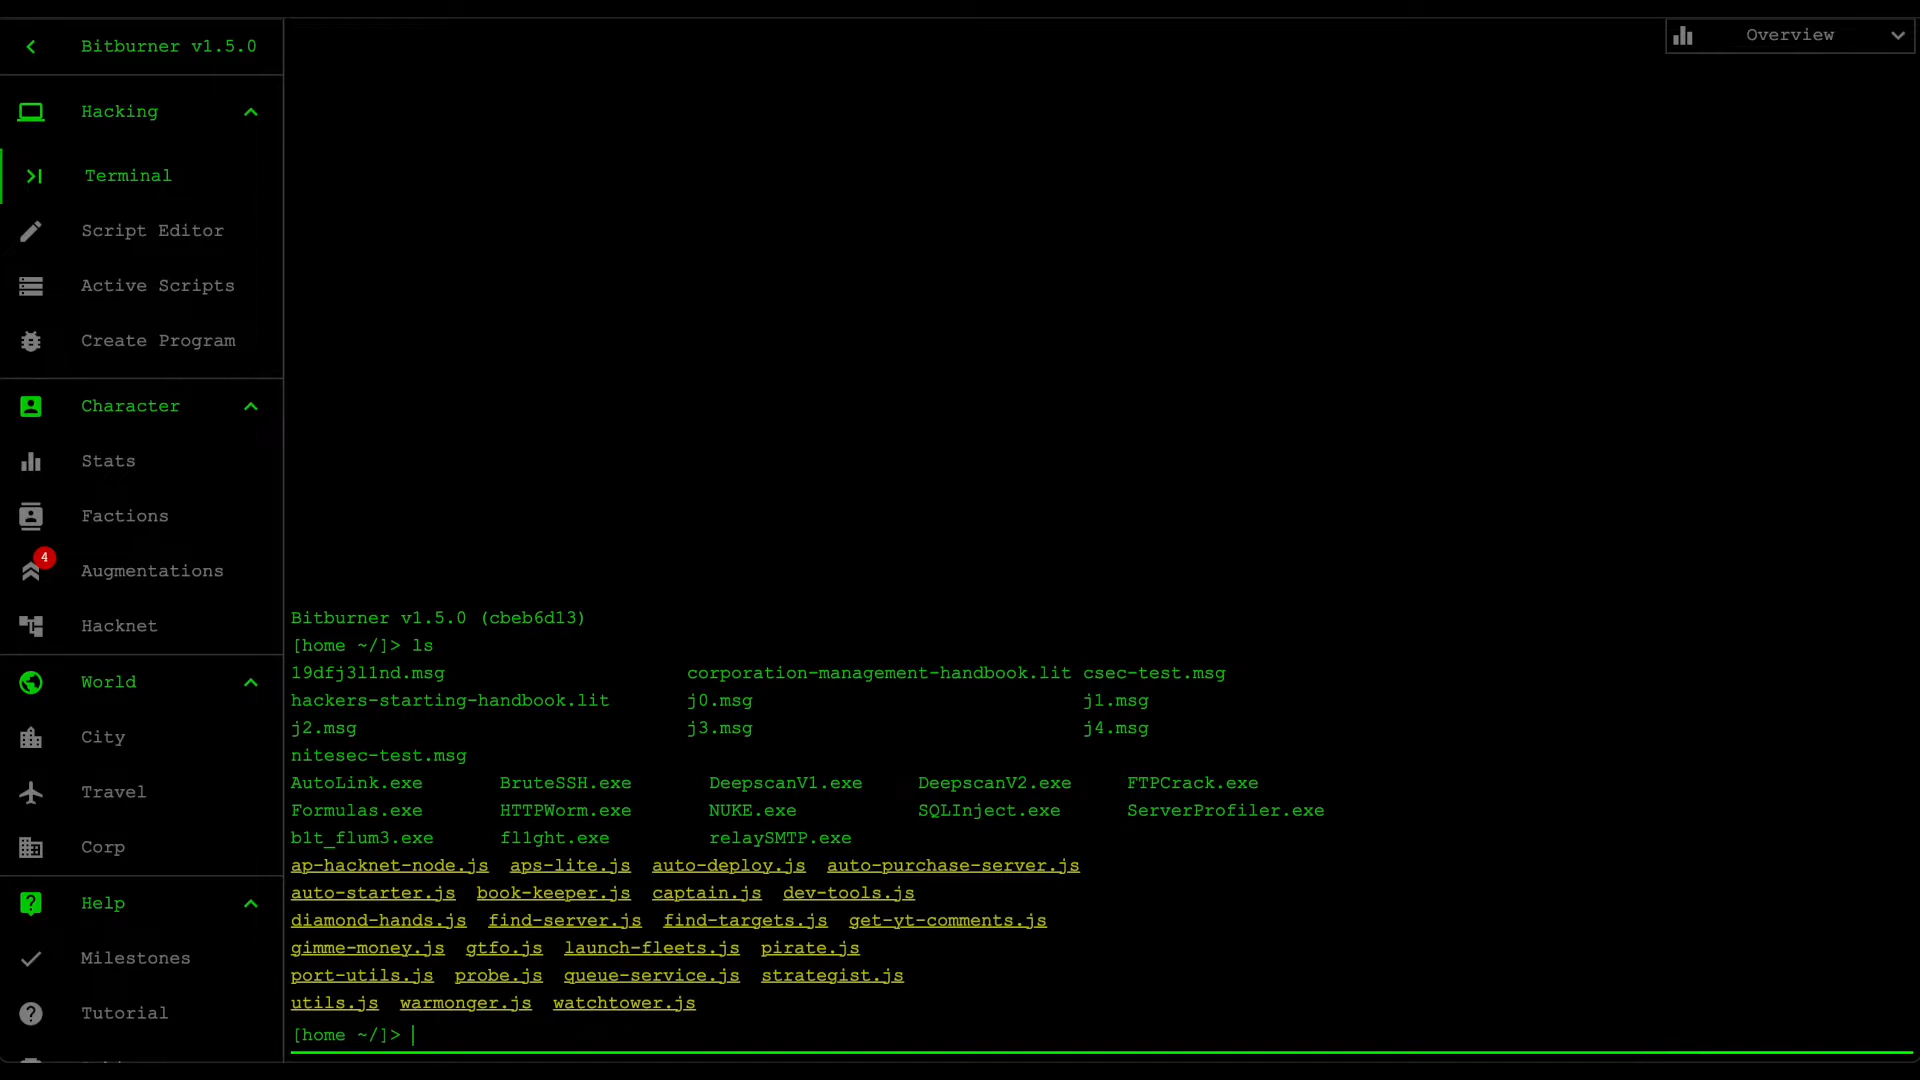 Bitburner v1.5.0
Overview
Hacking
Terminal
Script Editor
Active Scripts
Create Program
Character
Stats
Factions
4
Augmentations
Hacknet
World
City
Travel
Corp
Help
Milestones
Tutorial
Bitburner v1.5.0 (cbeb6d13)
[home ~/]> ls
19dfj3l1nd.msg corporation-management-handbook.lit csec-test.msg
hackers-starting-handbook.lit j0.msg j1.msg
j2.msg j3.msg j4.msg
nitesec-test.msg
AutoLink.exe BruteSSH.exe DeepscanV1.exe DeepscanV2.exe FTPCrack.exe
Formulas.exe HTTPWorm.exe NUKE.exe SQLInject.exe ServerProfiler.exe
b1t_flum3.exe fl1ght.exe relaySMTP.exe
ap-hacknet-node.js aps-lite.js auto-deploy.js auto-purchase-server.js
auto-starter.js book-keeper.js captain.js dev-tools.js
diamond-hands.js find-server.js find-targets.js get-yt-comments.js
gimme-money.js gtfo.js launch-fleets.js pirate.js
port-utils.js probe.js queue-service.js strategist.js
utils.js warmonger.js watchtower.js
[home ~/]>